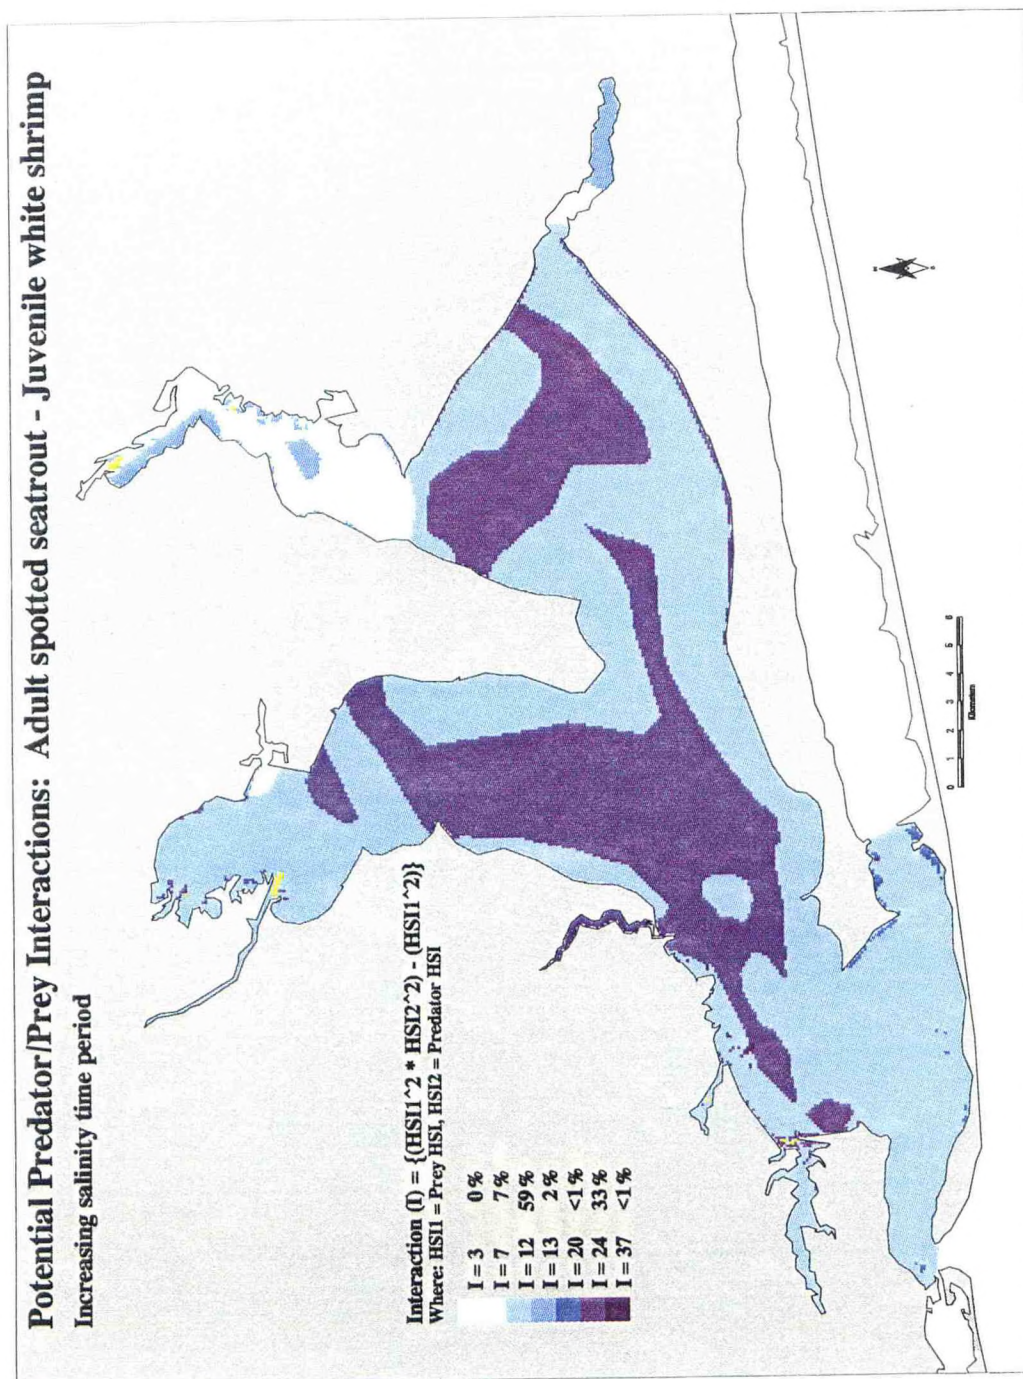 Potential Predator/Prey Interactions: Adult spotted seatrout - Juvenile white shrimp
Increasing salinity time period
Interaction (I) = {(HSI1^2 * HSI2^2) - (HSI1^2)}
Where: HSI1 = Prey HSI, HSI2 = Predator HSI
I = 3 0%
I = 7 7%
I = 12 59%
I = 13 2%
I = 20 <1%
I = 24 33%
I = 37 <1%
0 1 2 3 4 5 6
Kilometers